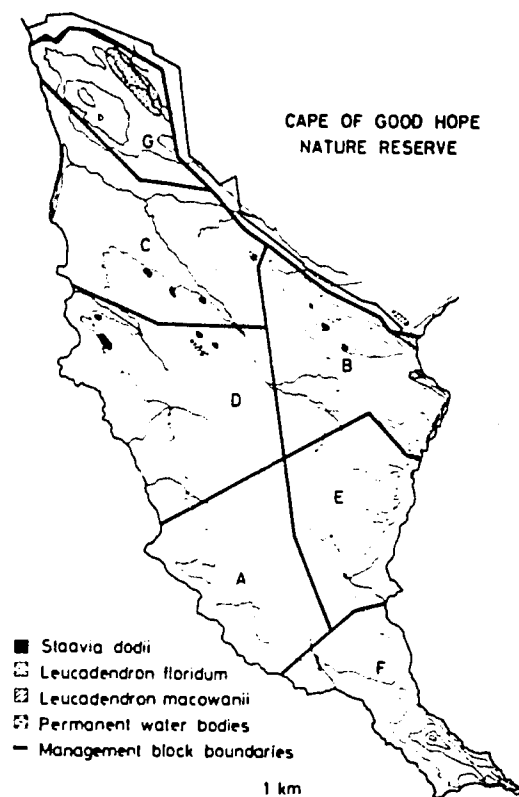 CAPE OF GOOD HOPE
NATURE RESERVE
D
G
C
B
D
E
A
F
Staavia dodii
Leucadendron floridum
Leucadendron macowanii
Permanent water bodies
Management block boundaries
1 km